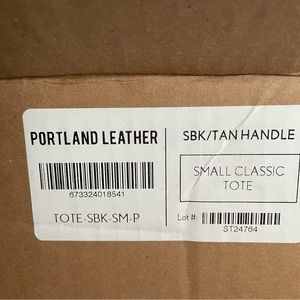 PORTLAND LEATHER
673324018541
TOTE-SBK-SM-P
SBK/TAN HANDLE
SMALL CLASSIC
TOTE
Lot #:
ST24764